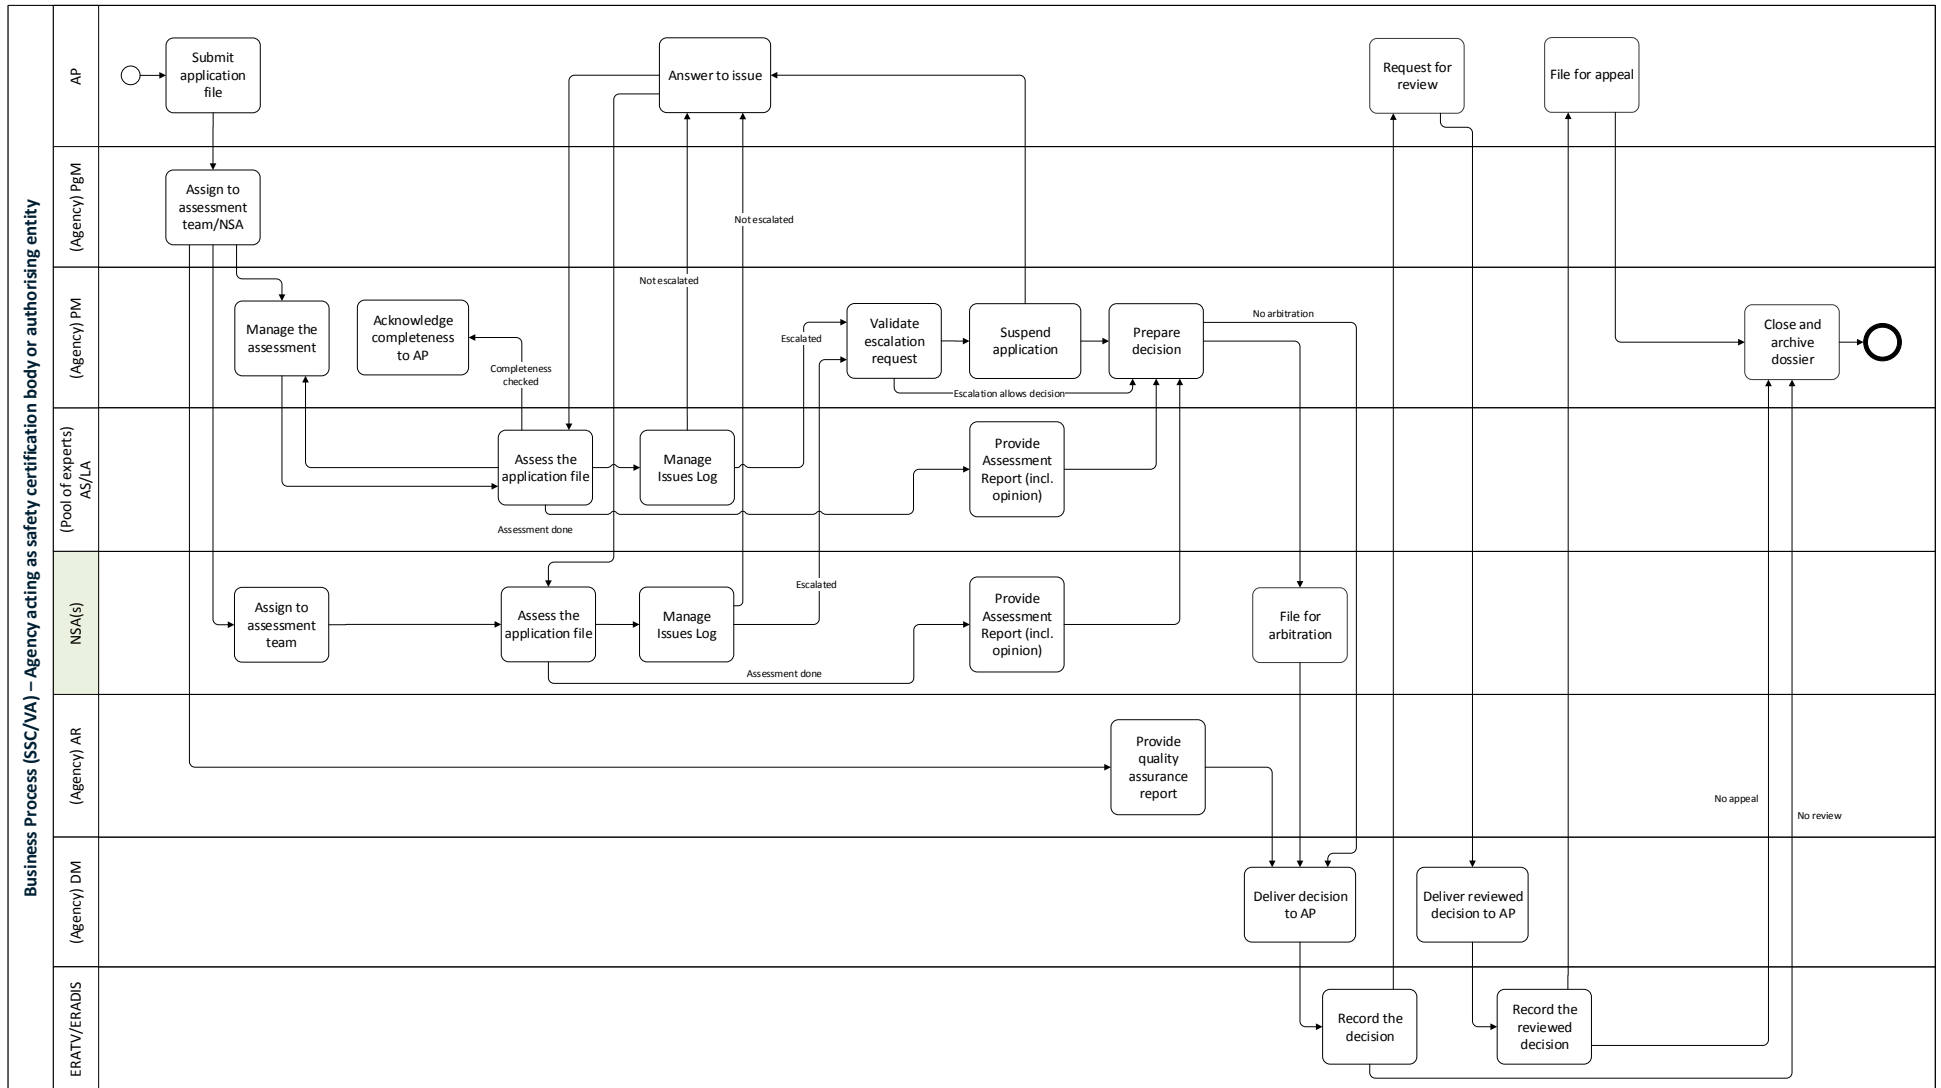 Business Process (SSC/VA) – Agency acting as safety certification body or authorising entity
AP
Submit
application
file
Answer to issue
Request for
review
File for appeal
(Agency) PgM
Assign to
assessment
team/NSA
Not escalated
(Agency) PM
Not escalated
Manage the
assessment
Acknowledge
completeness
to AP
Completeness
checked
Escalated
Validate
escalation
request
Suspend
application
Prepare
decision
No arbitration
Escalation allows decision
Close and
archive
dossier
(Pool of experts)
AS/LA
Assess the
application file
Manage
Issues Log
Provide
Assessment
Report (incl.
opinion)
Assessment done
NSA(s)
Assign to
assessment
team
Assess the
application file
Manage
Issues Log
Escalated
Provide
Assessment
Report (incl.
opinion)
File for
arbitration
Assessment done
(Agency) AR
Provide
quality
assurance
report
No appeal
No review
(Agency) DM
Deliver decision
to AP
Deliver reviewed
decision to AP
ERATV/ERADIS
Record the
decision
Record the
reviewed
decision